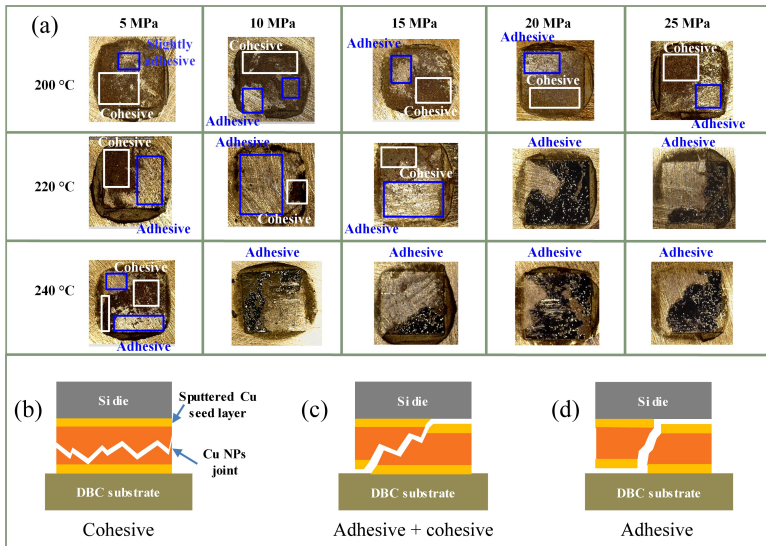 (a)
5 MPa 10 MPa 15 MPa 20 MPa 25 MPa
200 °C
Slightly
adhesive
Cohesive
Cohesive
Adhesive
Adhesive
Cohesive
Adhesive
Cohesive
Cohesive
Adhesive
220 °C
Cohesive
Adhesive
Adhesive
Cohesive
Cohesive
Adhesive
Adhesive
Adhesive
240 °C
Cohesive
Adhesive
Adhesive
Adhesive
Adhesive
Adhesive
(b)
Si die
Sputtered Cu
seed layer
Cu NPs
joint
DBC substrate
Cohesive
(c)
Si die
DBC substrate
Adhesive + cohesive
(d)
Si die
DBC substrate
Adhesive